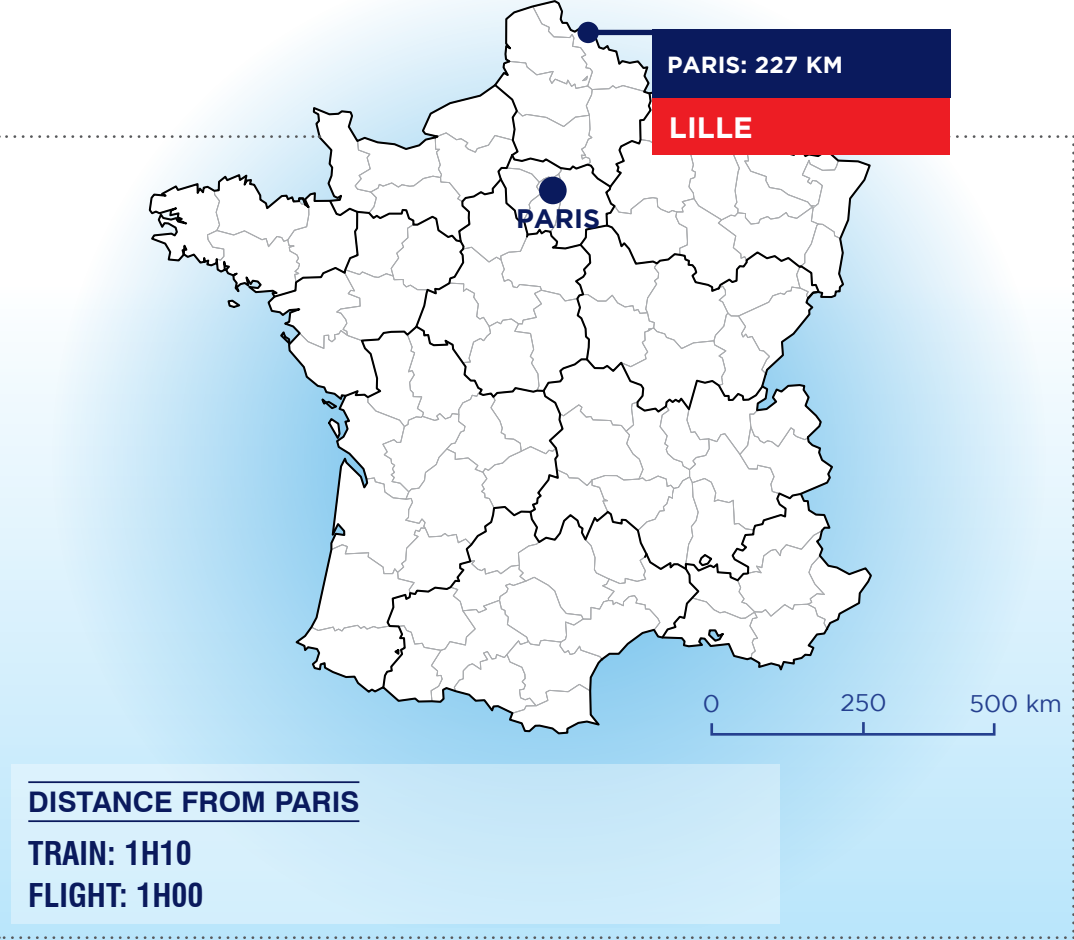 PARIS: 227 KM
LILLE
PARIS
0 250 500 km
DISTANCE FROM PARIS
TRAIN: 1H10
FLIGHT: 1H00